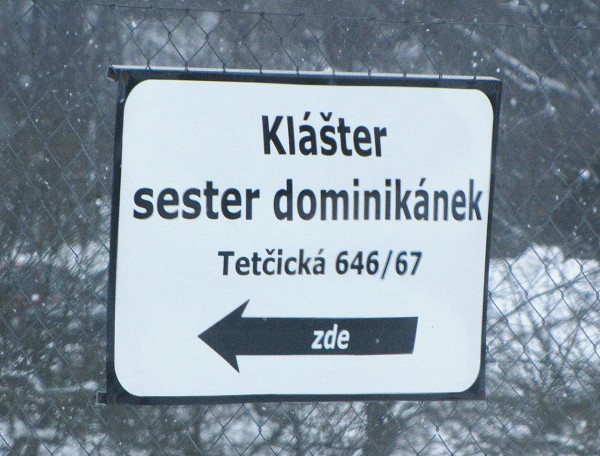 Klášter
sester dominikánek
Tetčická 646/67
zde